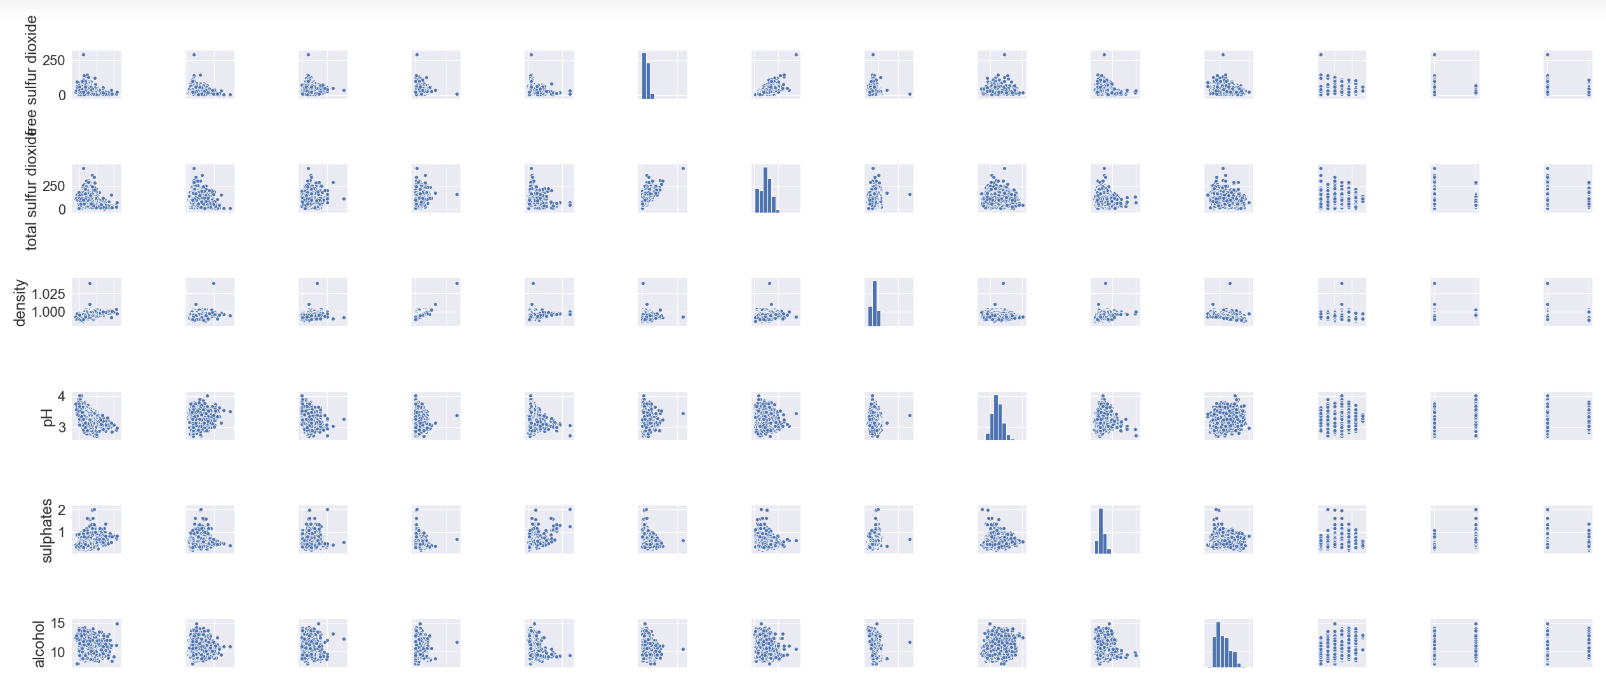 free sulfur dioxide
250
0
total sulfur dioxide
250
0
density
1.025
1.000
pH
4
3
sulphates
2
1
alcohol
15
10